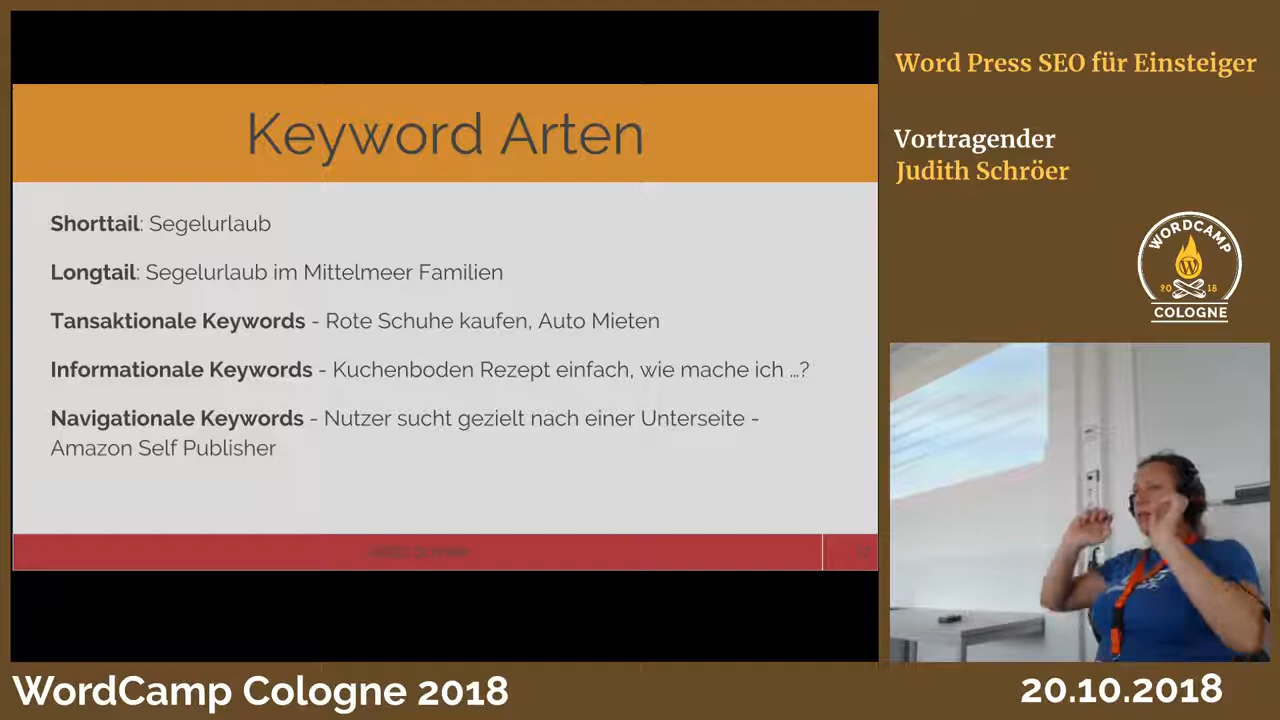 Keyword Arten
Shorttail: Segelurlaub
Longtail: Segelurlaub im Mittelmeer Familien
Tansaktionale Keywords - Rote Schuhe kaufen, Auto Mieten
Informationale Keywords - Kuchenboden Rezept einfach, wie mache ich ...?
Navigationale Keywords - Nutzer sucht gezielt nach einer Unterseite -
Amazon Self Publisher
Word Press SEO für Einsteiger
Vortragender
Judith Schröer
WORDCAMP
2018
COLOGNE
WordCamp Cologne 2018
20.10.2018